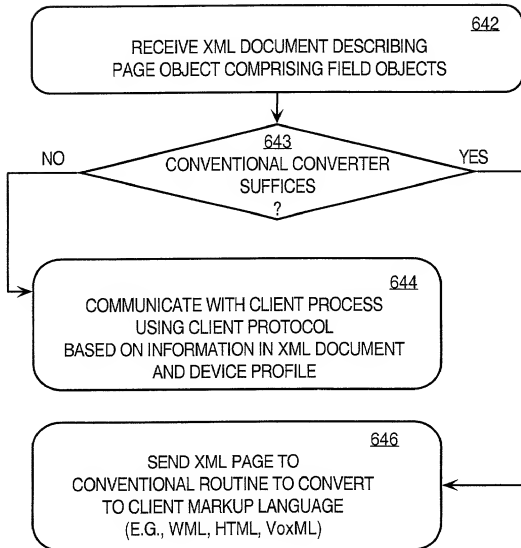 642
RECEIVE XML DOCUMENT DESCRIBING
PAGE OBJECT COMPRISING FIELD OBJECTS
643
NO
CONVENTIONAL CONVERTER
YES
SUFFICES
?
644
COMMUNICATE WITH CLIENT PROCESS
USING CLIENT PROTOCOL
BASED ON INFORMATION IN XML DOCUMENT
AND DEVICE PROFILE
646
SEND XML PAGE TO
CONVENTIONAL ROUTINE TO CONVERT
TO CLIENT MARKUP LANGUAGE
(E.G., WML, HTML, VoxML)